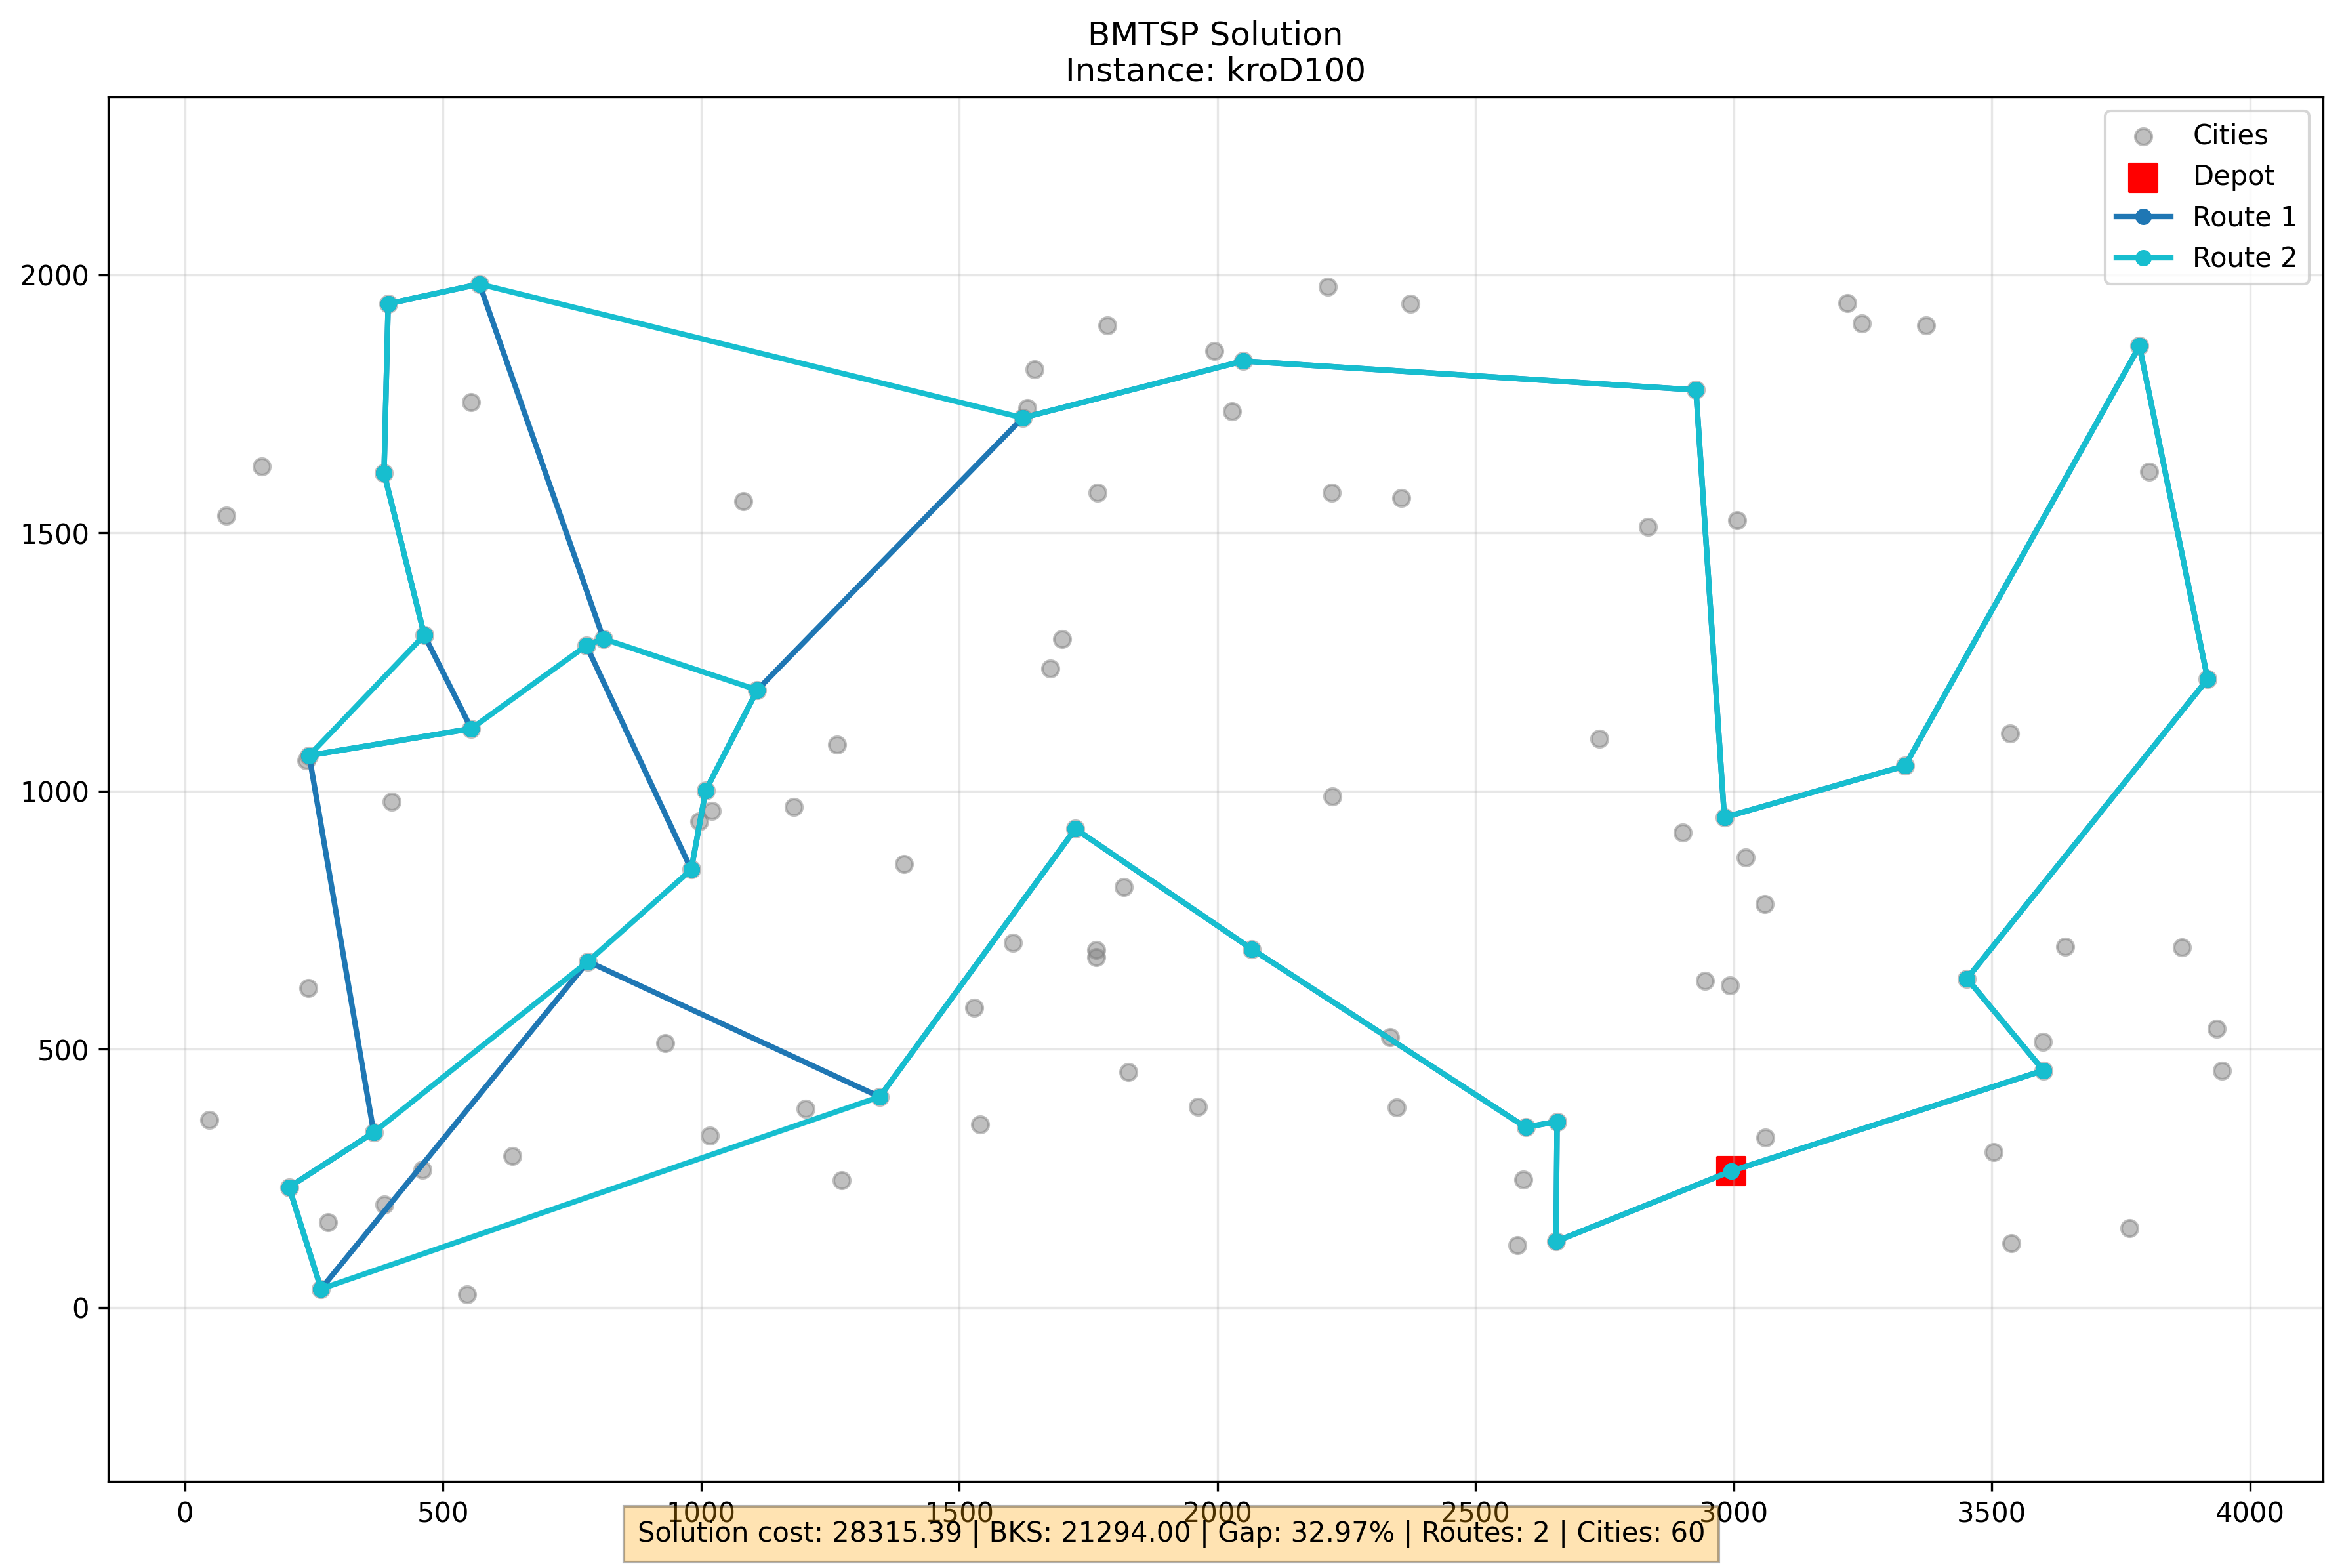 BMTSP Solution
Instance: kroD100
Cities
Depot
Route 1
Route 2
2000
1500
1000
500
0
0 500 1000 1500 2000 2500 3000 3500 4000
Solution cost: 28315.39 | BKS: 21294.00 | Gap: 32.97% | Routes: 2 | Cities: 60